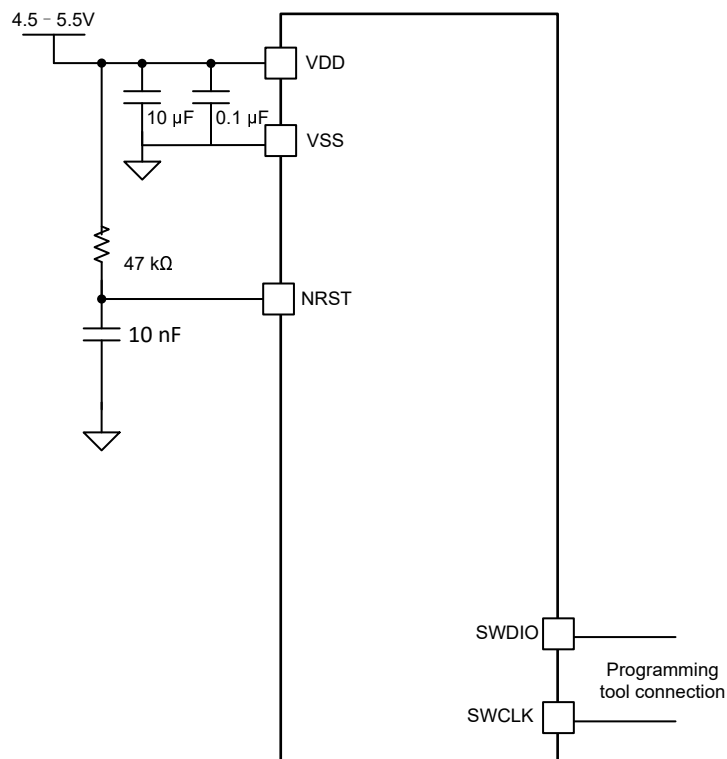 4.5 - 5.5V
VDD
10 µF
0.1 µF
VSS
47 kΩ
NRST
10 nF
SWDIO
Programming
tool connection
SWCLK